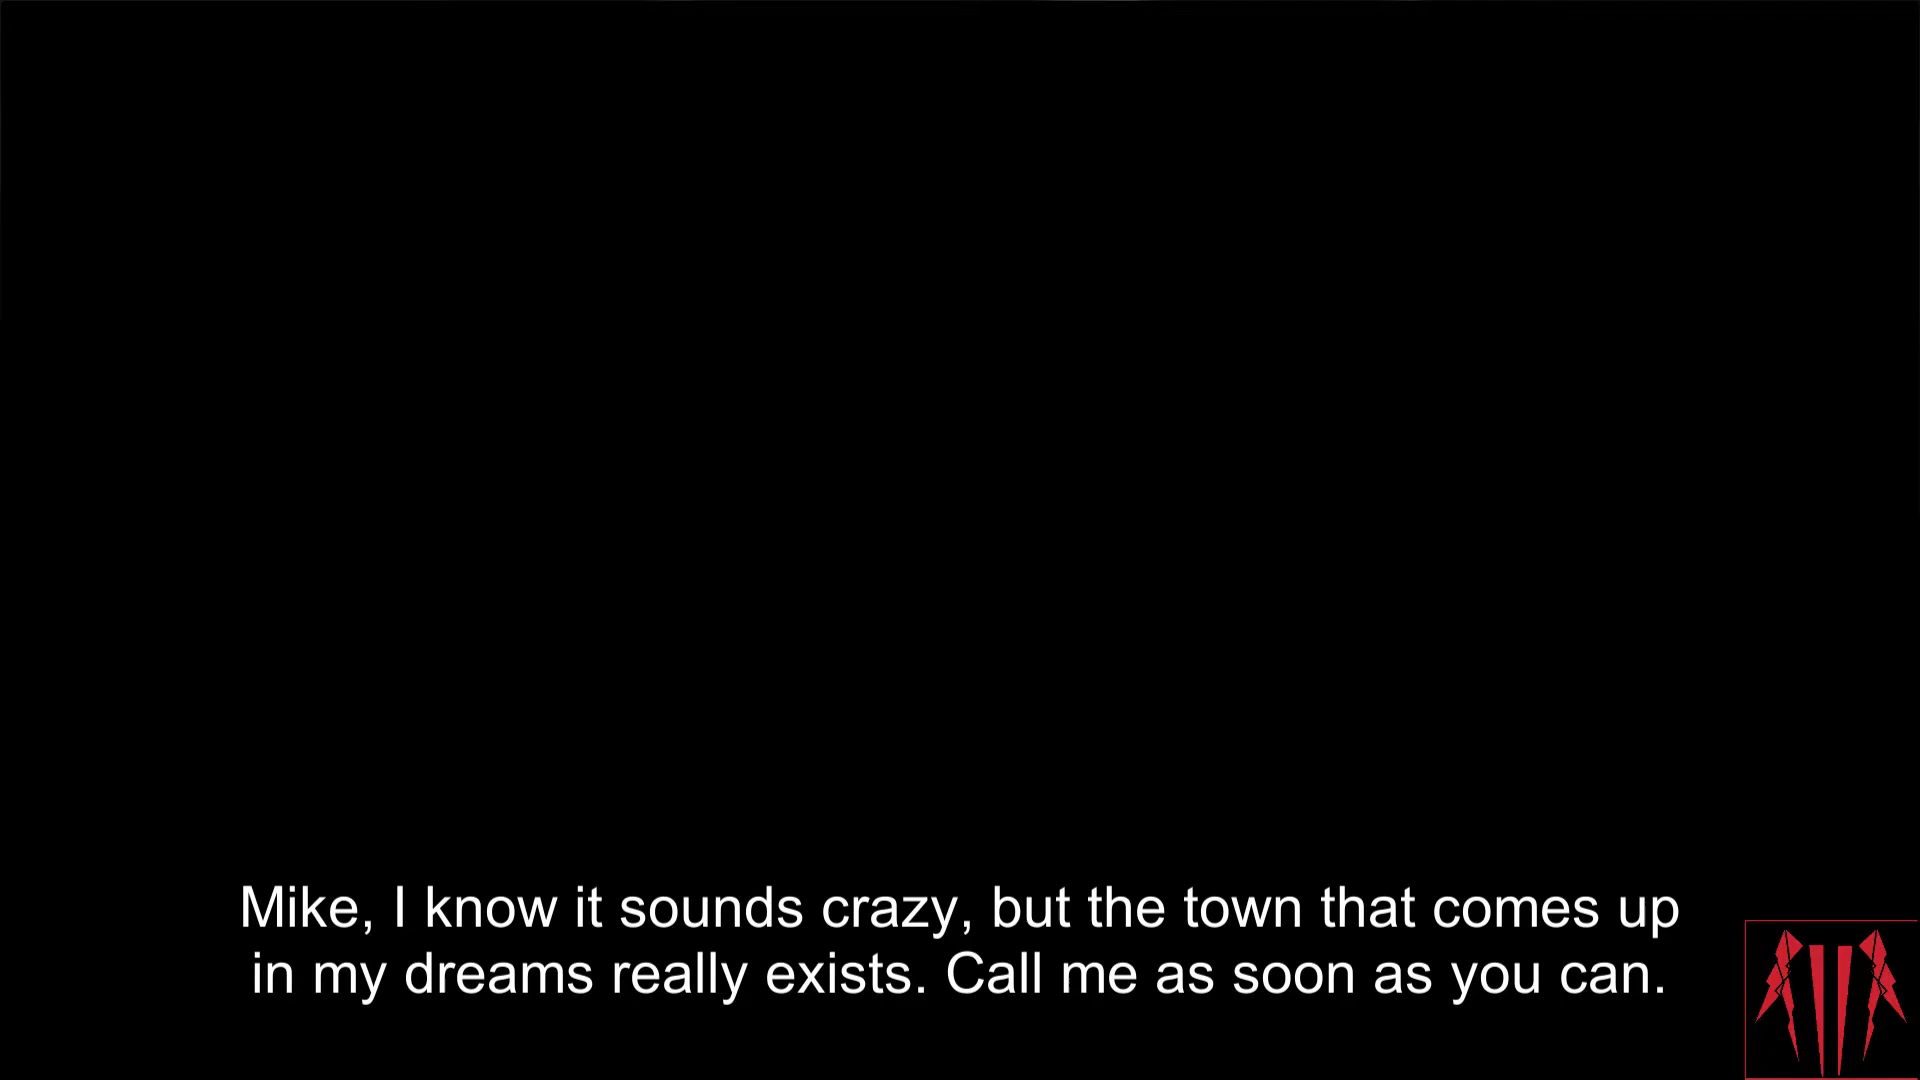 Mike, I know it sounds crazy, but the town that comes up
in my dreams really exists. Call me as soon as you can.